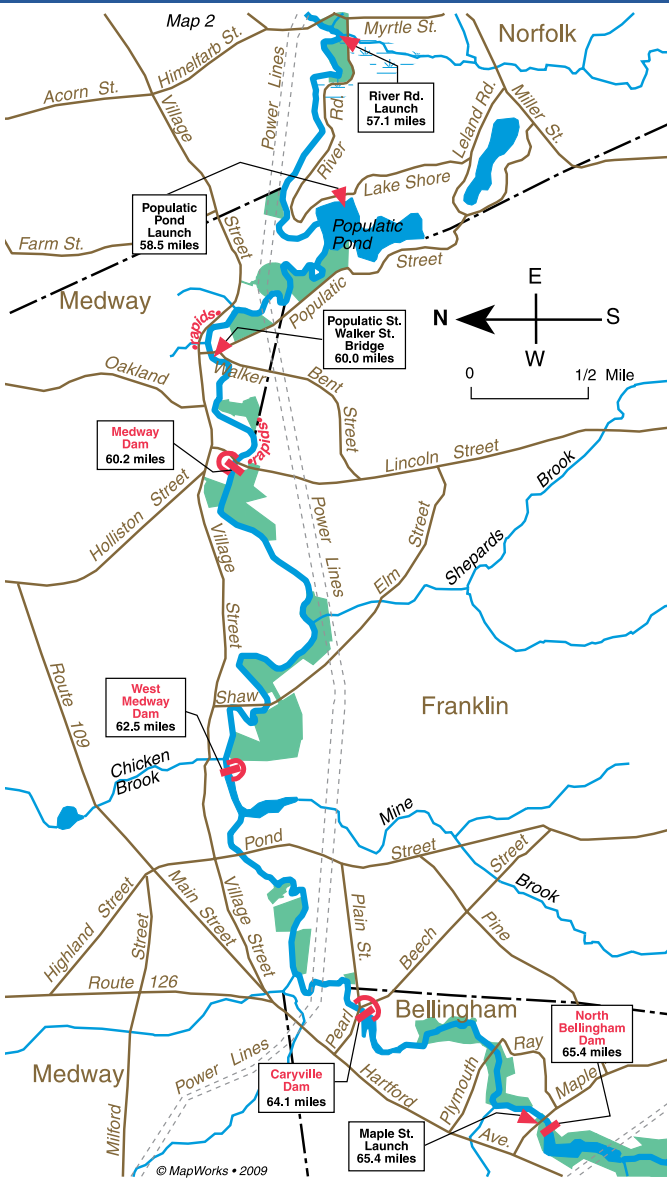 Map 2
Myrtle St.
Norfolk
Himelfarb St.
Acorn St.
Village
Power Lines
River Rd.
Launch
57.1 miles
Rd.
River
Leland Rd.
Miller St.
Lake Shore
Populatic
Pond
Launch
58.5 miles
Populatic
Pond
Farm St.
Street
Street
Populatic
Medway
•rapids•
Populatic St.
Walker St.
Bridge
60.0 miles
E
N
S
W
0
1/2 Mile
Oakland
Walker
Bent
Street
Medway
Dam
60.2 miles
•rapids•
Lincoln Street
Brook
Holliston Street
Village
Street
Power Lines
Street
Elm
Shepards
Route 109
Shaw
West
Medway
Dam
62.5 miles
Franklin
Chicken
Brook
Mine
Brook
Pond
Street
Street
Highland Street
Street
Main Street
Village Street
Plain St.
Beech
Pine
Route 126
Bellingham
Pearl
North
Bellingham
Dam
65.4 miles
Ray
Maple
Medway
Power Lines
Caryville
Dam
64.1 miles
Hartford
Plymouth
Ave.
Milford
Maple St.
Launch
65.4 miles
© MapWorks • 2009